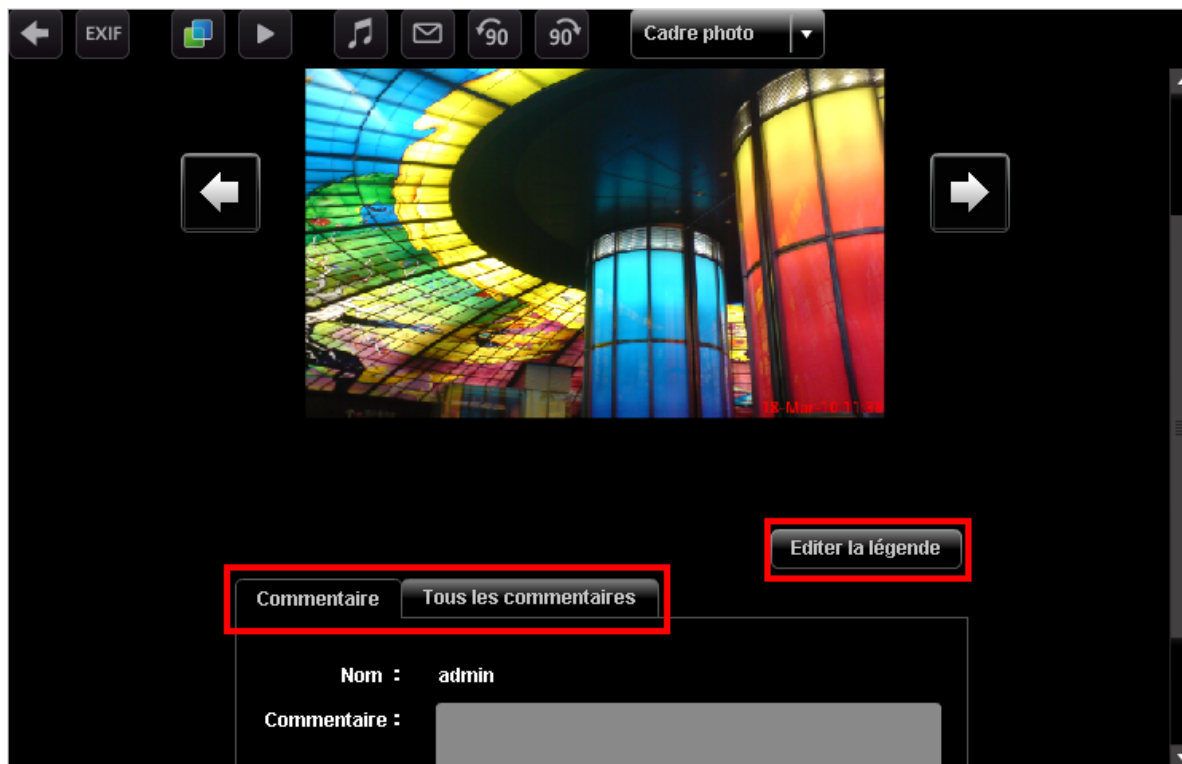 EXIF
90
90
Cadre photo
Editer la légende
Commentaire
Tous les commentaires
Nom :
admin
Commentaire :